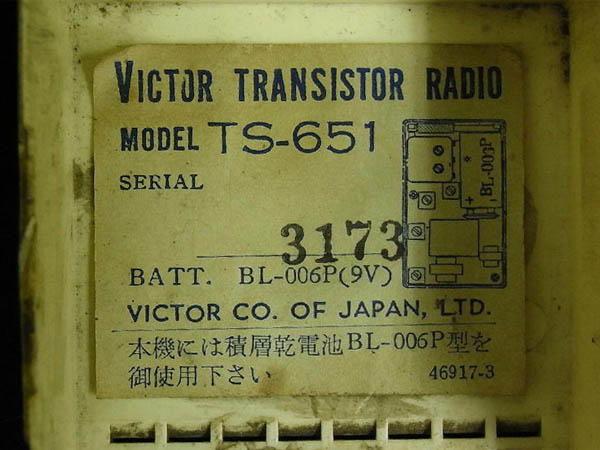 VICTOR TRANSISTOR RADIO
MODEL TS-651
SERIAL
3173
BATT. BL-006P(9V)
BL-006P
+
VICTOR CO. OF JAPAN, LTD.
本機には積層乾電池BL-006P型を
御使用下さい 46917-3